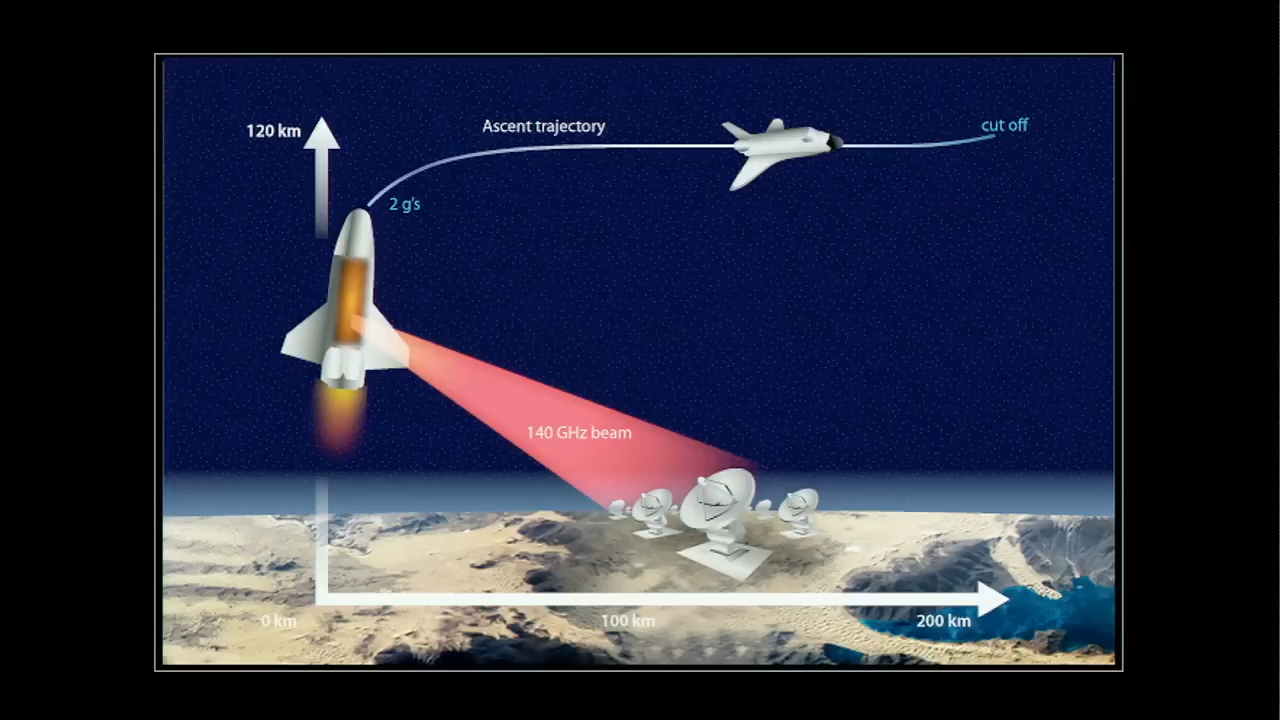 120 km
Ascent trajectory
cut off
2 g's
140 GHz beam
0 km
100 km
200 km